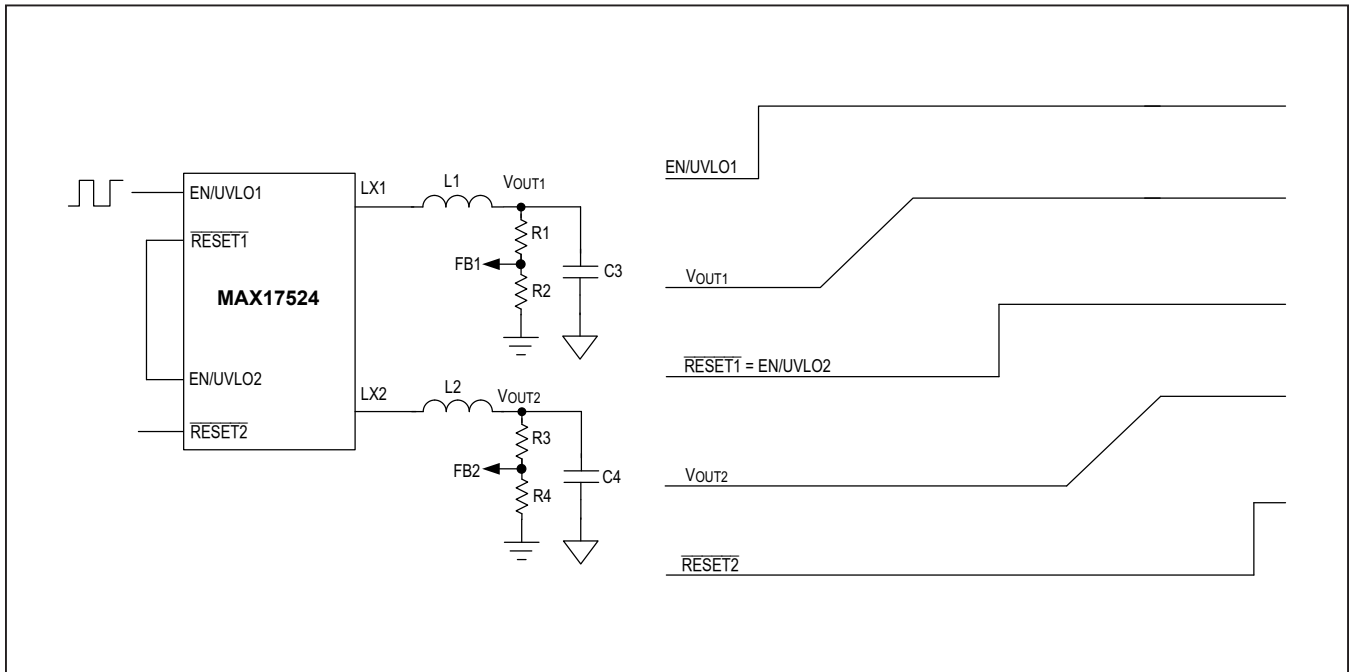 EN/UVLO1
RESET1
MAX17524
EN/UVLO2
RESET2
LX1
L1
VOUT1
R1
FB1
R2
C3
LX2
L2
VOUT2
R3
FB2
R4
C4
EN/UVLO1
VOUT1
RESET1 = EN/UVLO2
VOUT2
RESET2